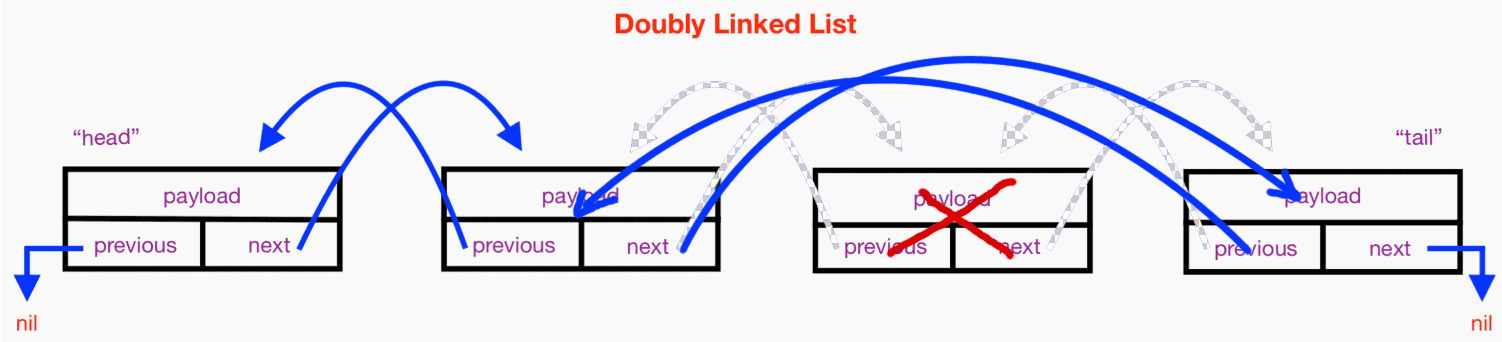 Doubly Linked List
“head”
“tail”
payload
payload
payload
payload
previous
next
previous
next
previous
next
previous
next
nil
nil